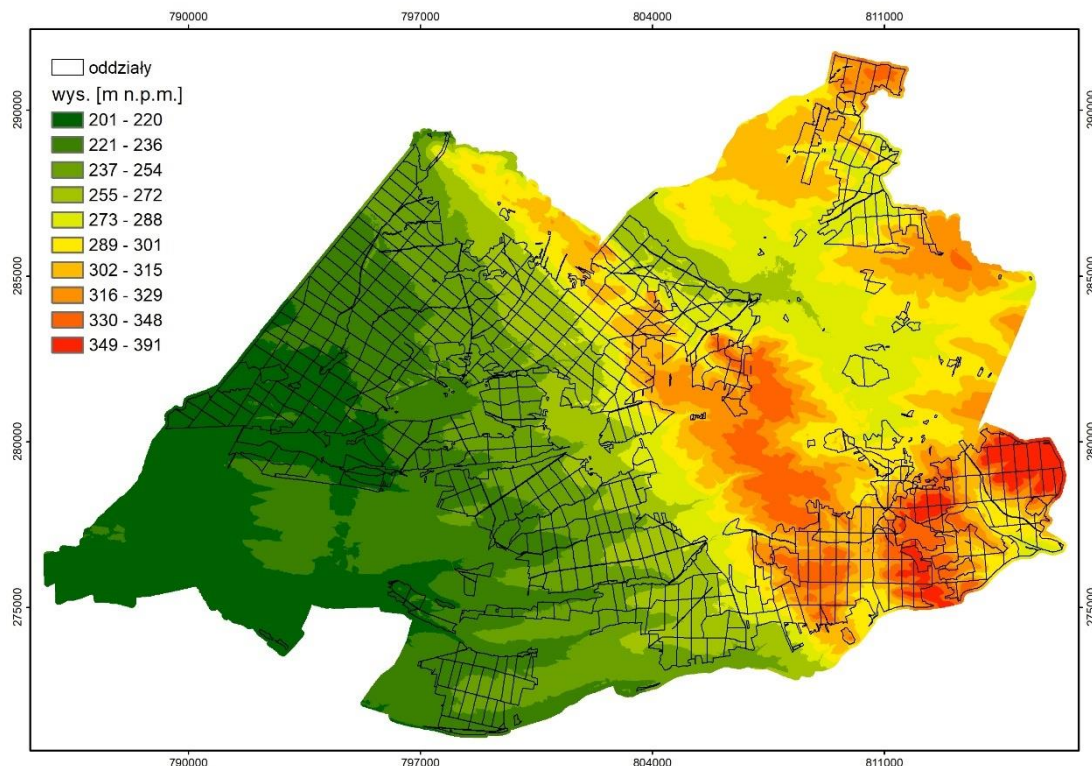 790000 797000 804000 811000
oddziały
wys. [m n.p.m.]
201 - 220
221 - 236
237 - 254
255 - 272
273 - 288
289 - 301
302 - 315
316 - 329
330 - 348
349 - 391
290000 290000
285000 285000
280000 280000
275000 275000
790000 797000 804000 811000